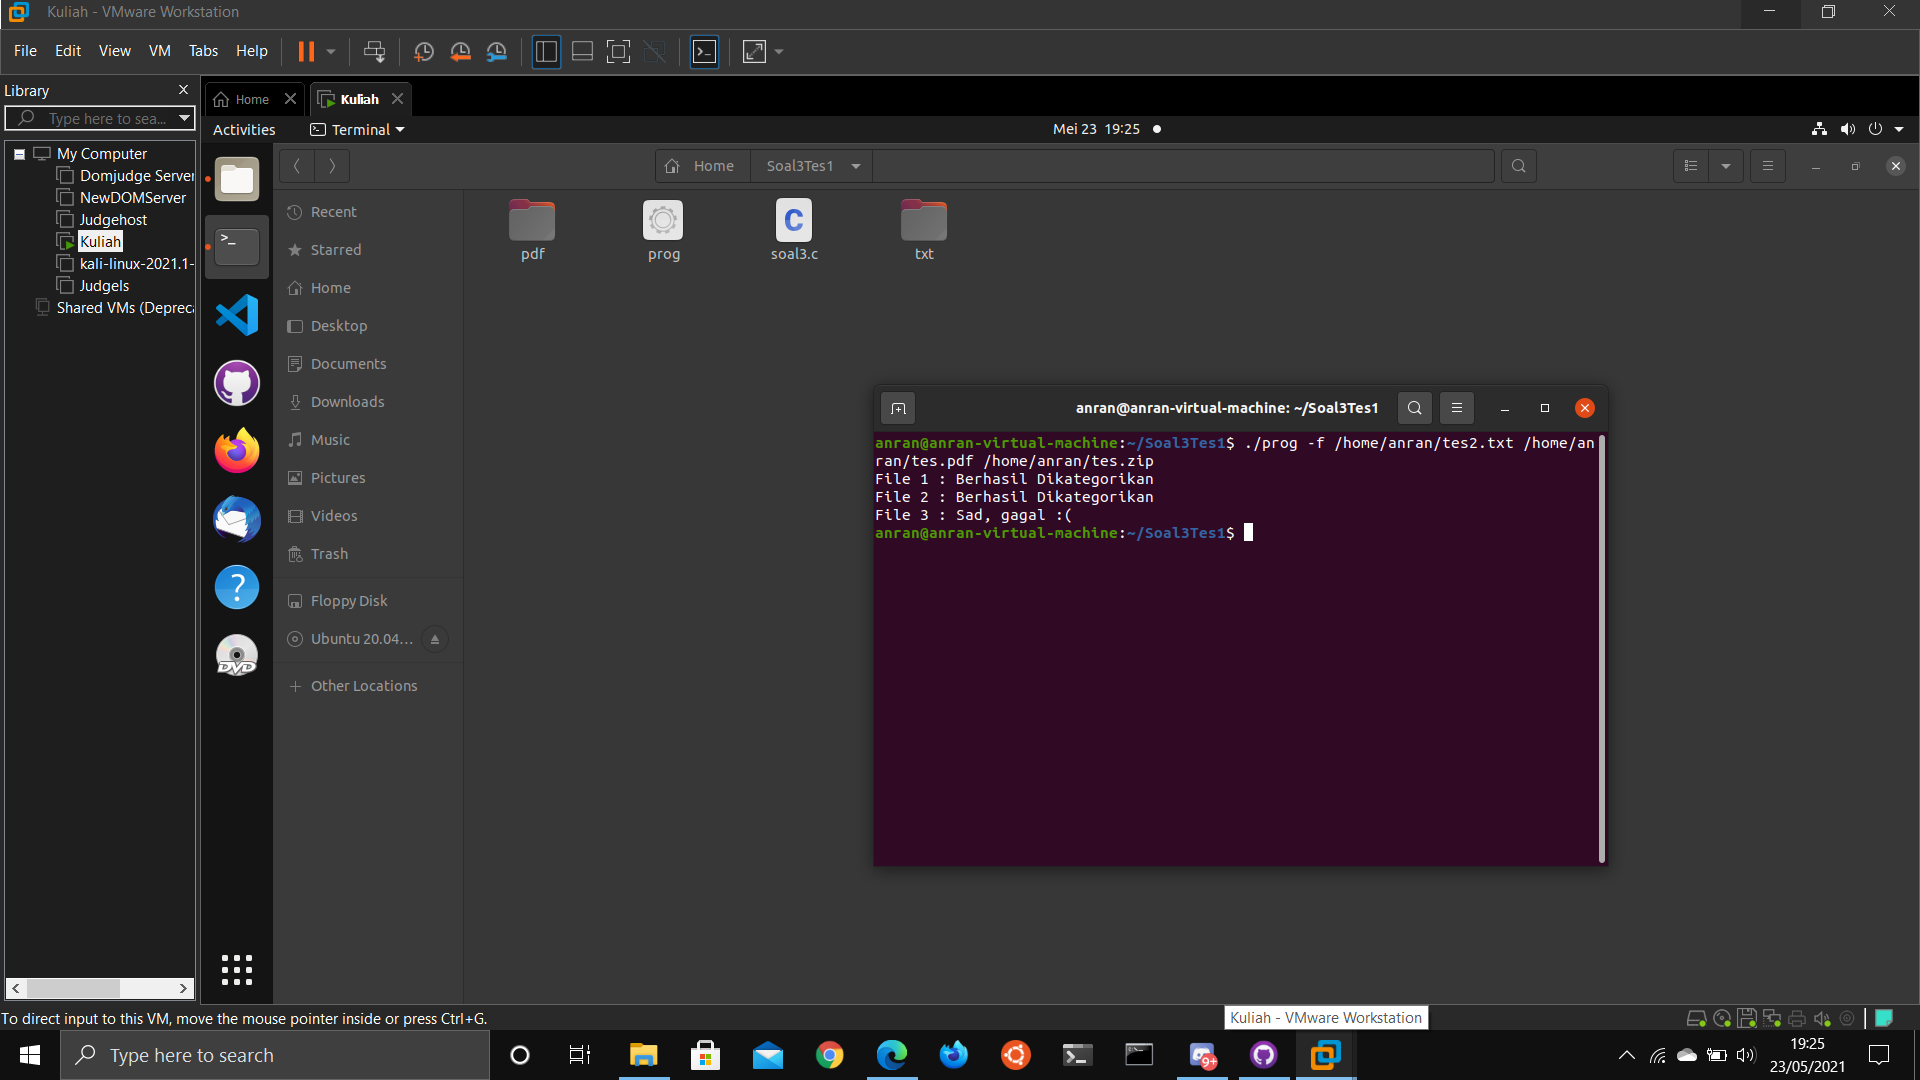 Kuliah - VMware Workstation
File Edit View VM Tabs Help
Library
Type here to sea...
My Computer
Domjudge Server
NewDOMServer
Judgehost
Kuliah
kali-linux-2021.1-
Judgels
Shared VMs (Depreca
Home
Kuliah
Activities
Terminal
Mei 23 19:25
Home
Soal3Tes1
Recent
Starred
Home
Desktop
Documents
Downloads
Music
Pictures
Videos
Trash
Floppy Disk
Ubuntu 20.04...
Other Locations
pdf
prog
soal3.c
txt
DVD
anran@anran-virtual-machine: ~/Soal3Tes1
anran@anran-virtual-machine:~/Soal3Tes1$ ./prog -f /home/anran/tes2.txt /home/an
ran/tes.pdf /home/anran/tes.zip
File 1 : Berhasil Dikategorikan
File 2 : Berhasil Dikategorikan
File 3 : Sad, gagal :(
anran@anran-virtual-machine:~/Soal3Tes1$
To direct input to this VM, move the mouse pointer inside or press Ctrl+G.
Kuliah - VMware Workstation
Type here to search
9+
19:25
23/05/2021